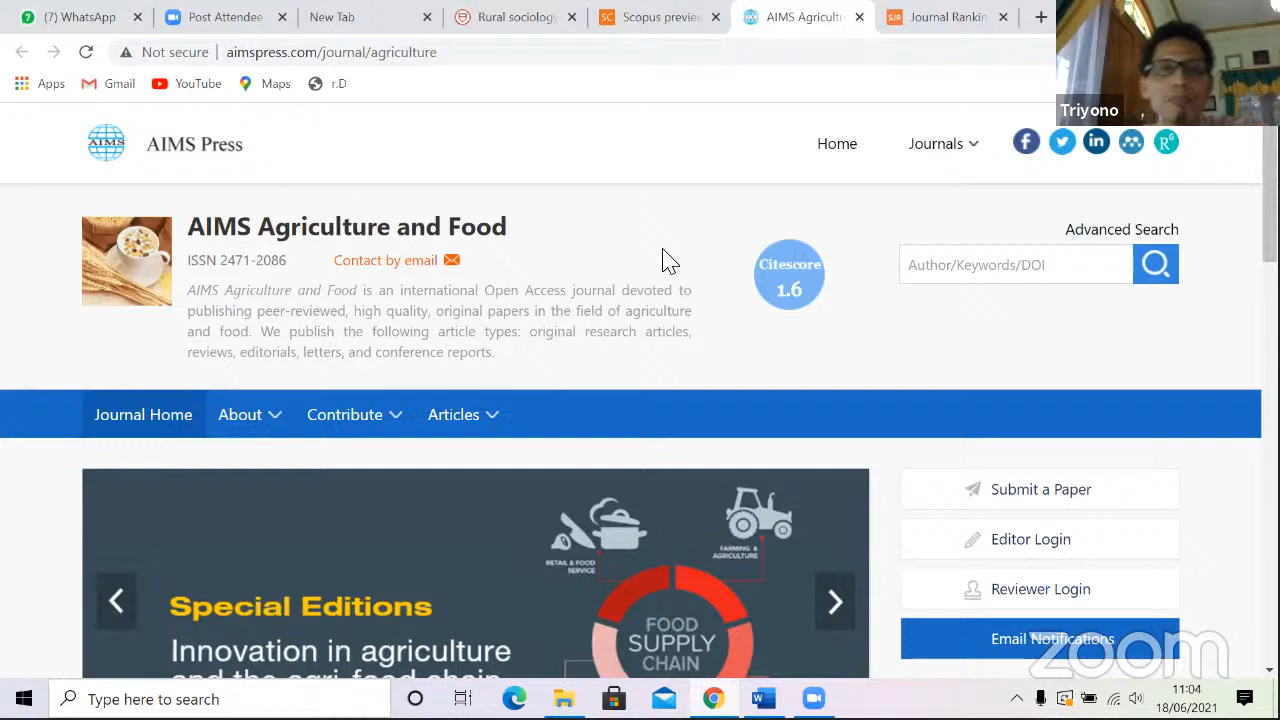 (7) WhatsApp
Post Attendee
New Tab
Rural sociology
Scopus preview
AIMS Agricultu
Journal Rankin
Not secure
aimspress.com/journal/agriculture
Apps
Gmail
YouTube
Maps
r.D
Triyono
AIMS
AIMS Press
Home
Journals
AIMS Agriculture and Food
ISSN 2471-2086
Contact by email
AIMS Agriculture and Food is an international Open Access journal devoted to
publishing peer-reviewed, high quality, original papers in the field of agriculture
and food. We publish the following article types: original research articles,
reviews, editorials, letters, and conference reports.
Citescore
1.6
Advanced Search
Author/Keywords/DOI
Journal Home
About
Contribute
Articles
Special Editions
Innovation in agriculture
and the agri-food chain
RETAIL & FOOD
SERVICE
FARMING &
AGRICULTURE
FOOD
SUPPLY
CHAIN
Submit a Paper
Editor Login
Reviewer Login
Email Notifications
zoom
Type here to search
11:04
18/06/2021